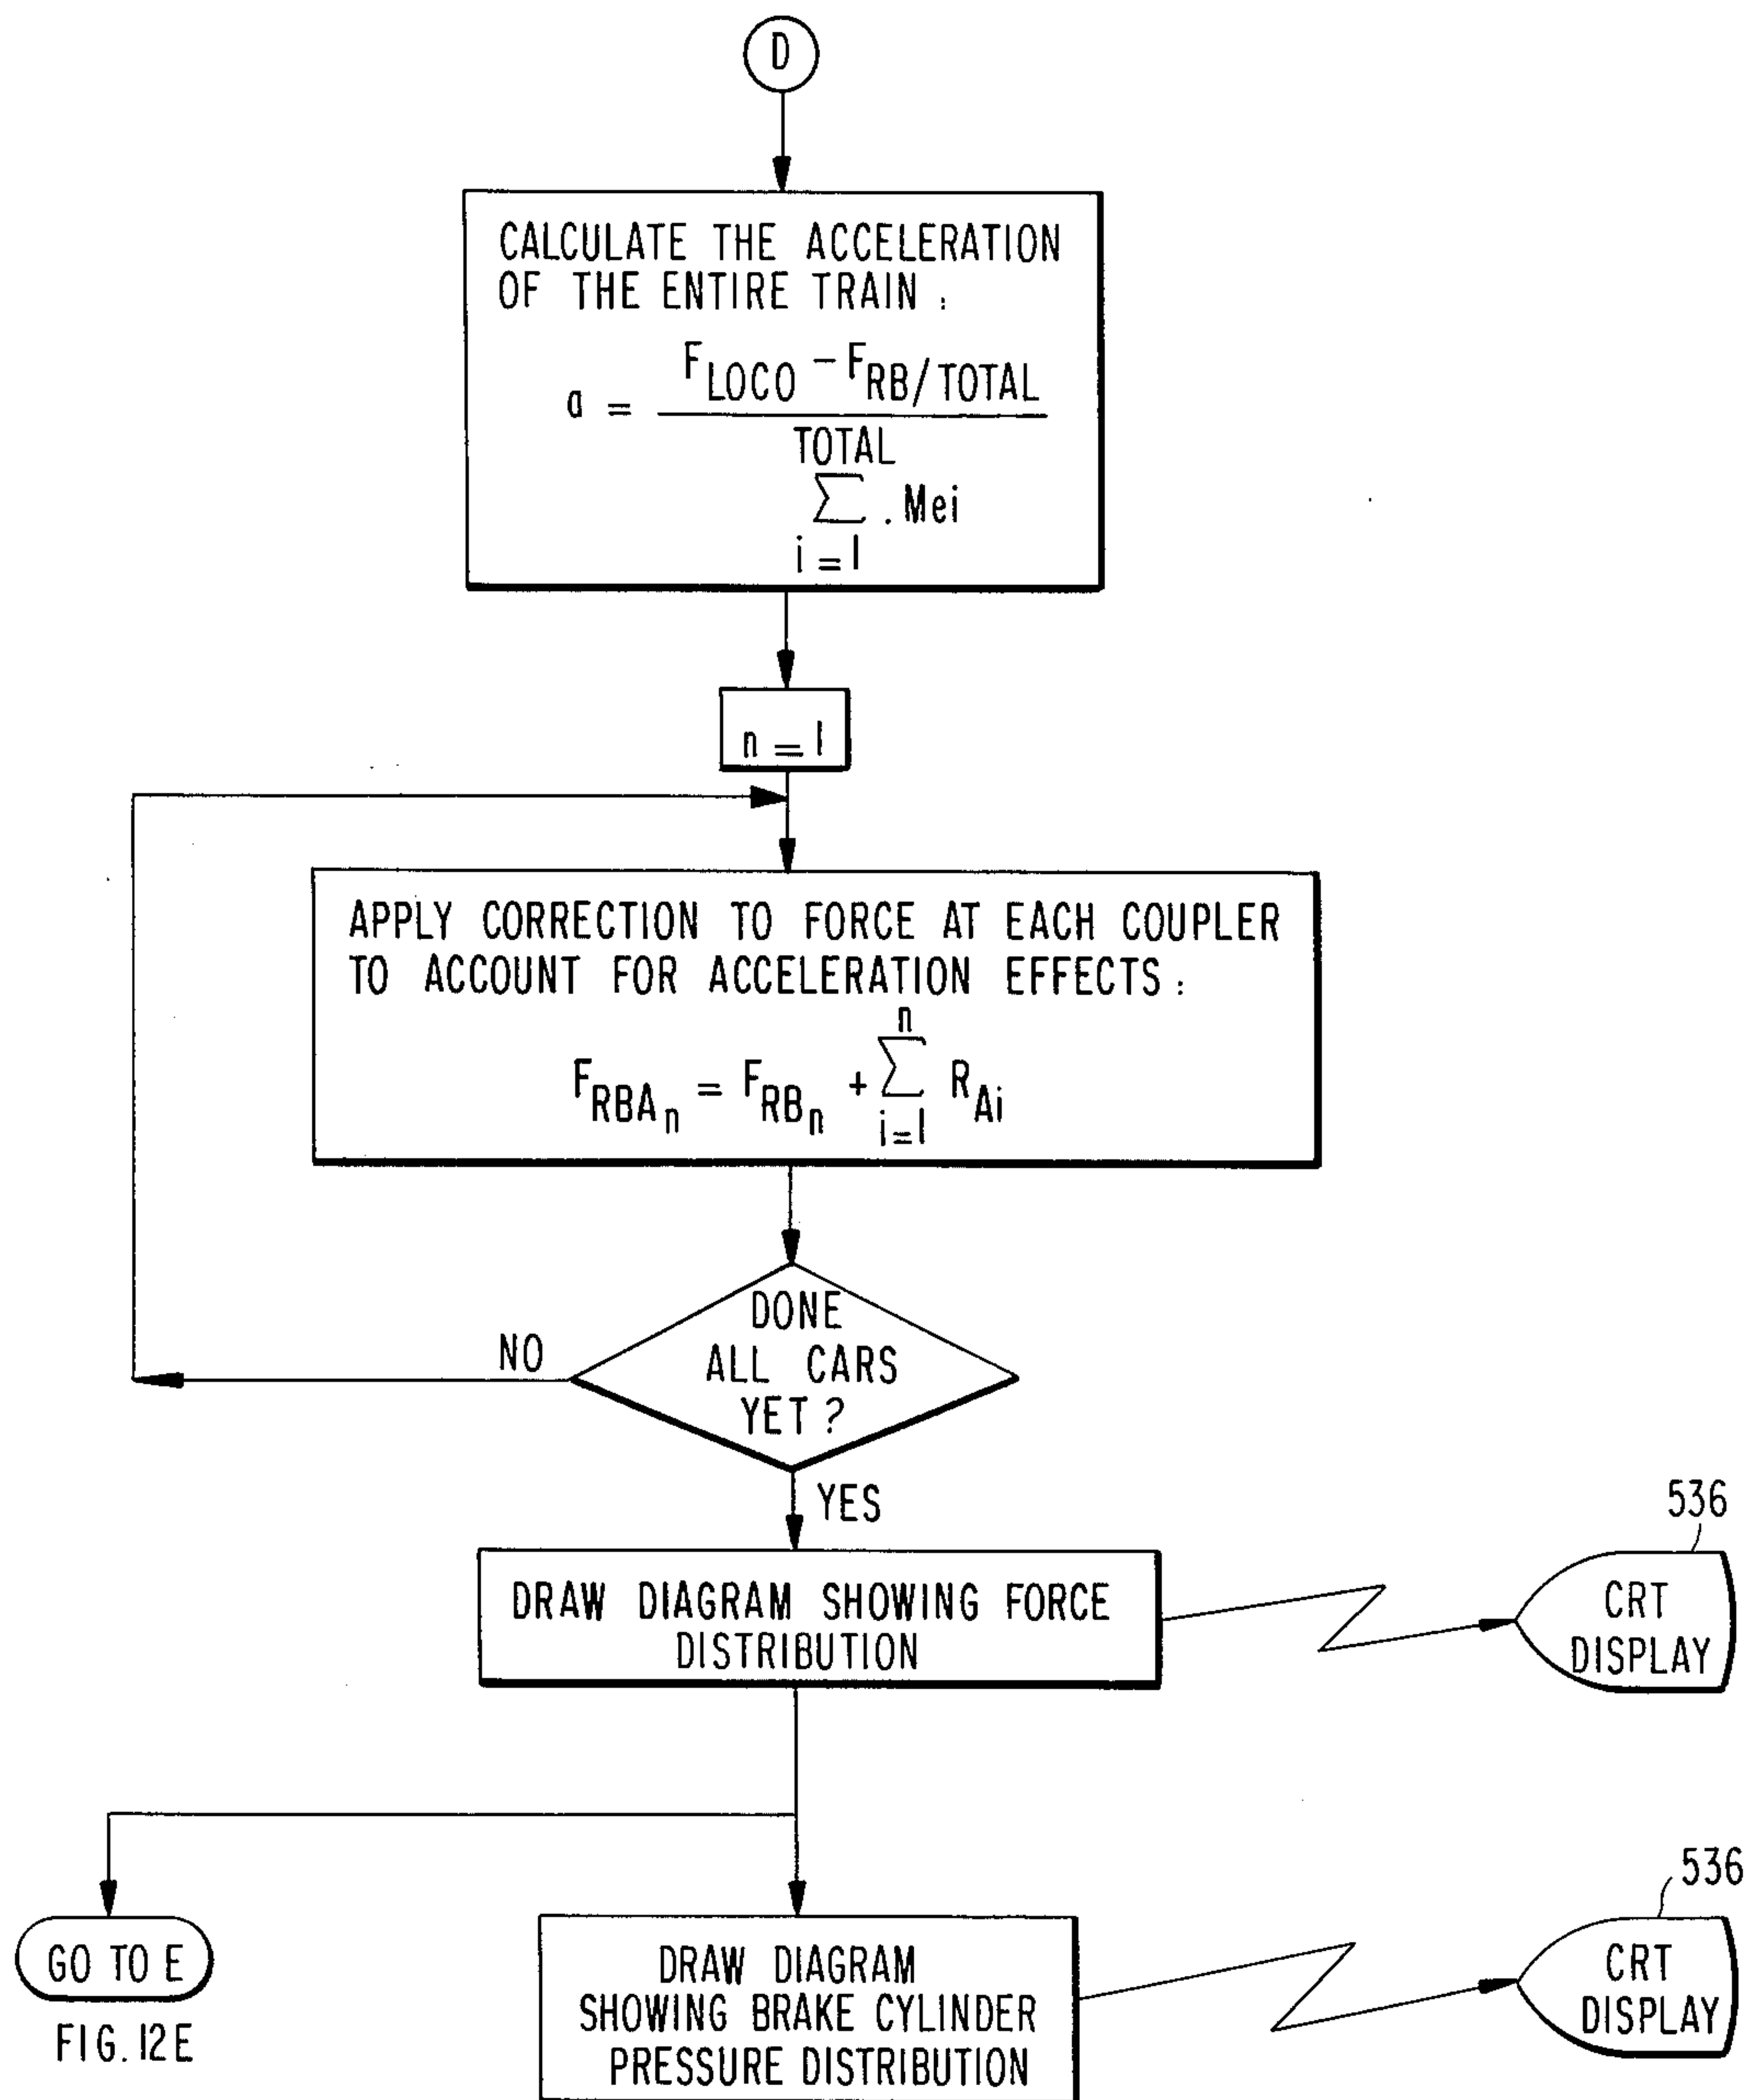 D
CALCULATE THE ACCELERATION
OF THE ENTIRE TRAIN :
a = (F_LOCO - F_RB/TOTAL) / (TOTAL ∑ i=1 . Mei)
n = 1
APPLY CORRECTION TO FORCE AT EACH COUPLER
TO ACCOUNT FOR ACCELERATION EFFECTS :
F_RBA_n = F_RB_n + n ∑ i=1 R_Ai
DONE
ALL CARS
YET ?
NO
YES
536
DRAW DIAGRAM SHOWING FORCE
DISTRIBUTION
CRT
DISPLAY
536
GO TO E
FIG. 12E
DRAW DIAGRAM
SHOWING BRAKE CYLINDER
PRESSURE DISTRIBUTION
CRT
DISPLAY